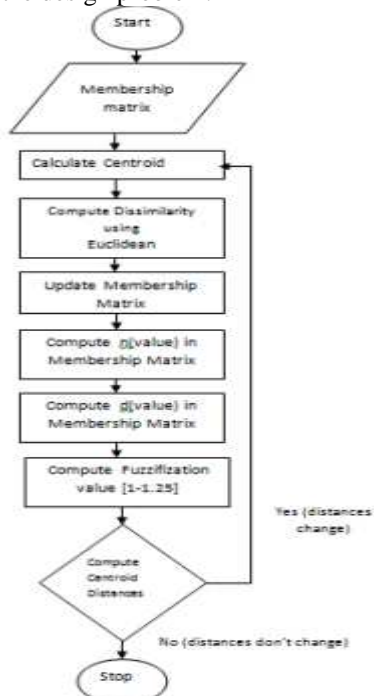 Start
Membership
matrix
Calculate Centroid
Compute Dissimilarity
using
Euclidean
Update Membership
Matrix
Compute n(value) in
Membership Matrix
Compute d(value) in
Membership Matrix
Compute Fuzzifization
value [1-1.25]
Compute
Centroid
Distances
Yes (distances
change)
No (distances don't change)
Stop